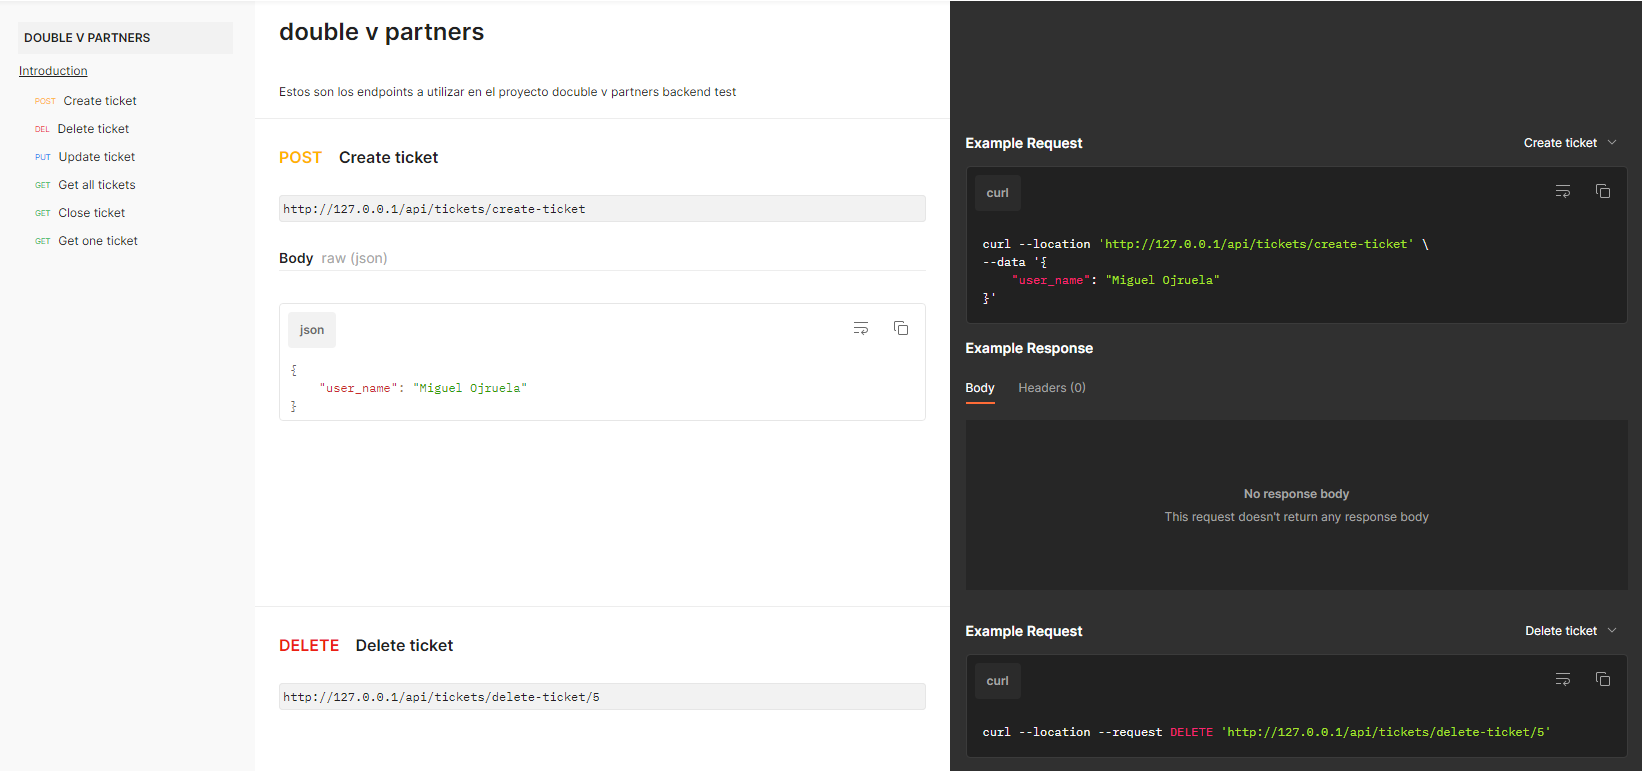 DOUBLE V PARTNERS
Introduction
POST Create ticket
DEL Delete ticket
PUT Update ticket
GET Get all tickets
GET Close ticket
GET Get one ticket
double v partners
Estos son los endpoints a utilizar en el proyecto docuble v partners backend test
POST Create ticket
http://127.0.0.1/api/tickets/create-ticket
Body raw (json)
json
{
"user_name": "Miguel Ojruela"
}
DELETE Delete ticket
http://127.0.0.1/api/tickets/delete-ticket/5
Example Request
Create ticket
curl
curl --location 'http://127.0.0.1/api/tickets/create-ticket' \
--data '{
"user_name": "Miguel Ojruela"
}'
Example Response
Body Headers (0)
No response body
This request doesn't return any response body
Example Request
Delete ticket
curl
curl --location --request DELETE 'http://127.0.0.1/api/tickets/delete-ticket/5'